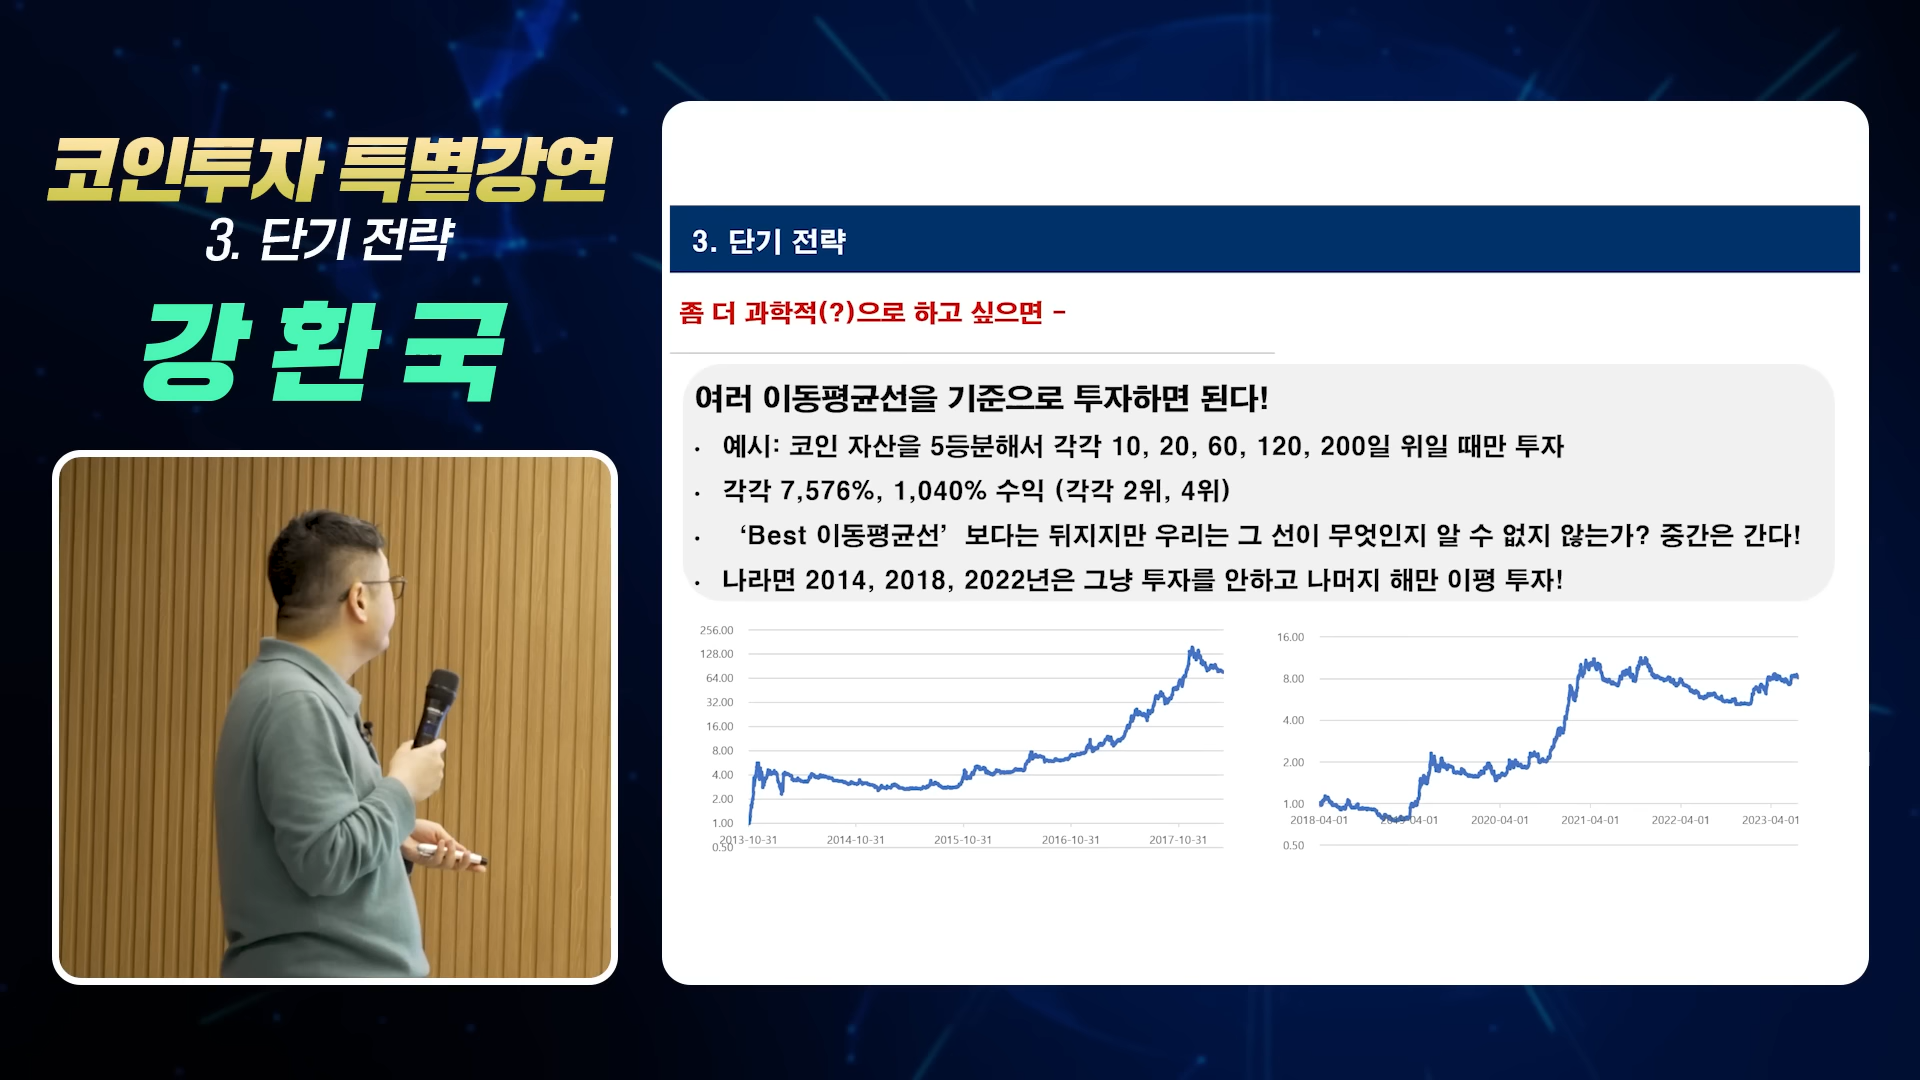 코인투자 특별강연
3. 단기 전략
강환국
3. 단기 전략
좀 더 과학적(?)으로 하고 싶으면 -
여러 이동평균선을 기준으로 투자하면 된다!
· 예시: 코인 자산을 5등분해서 각각 10, 20, 60, 120, 200일 위일 때만 투자
· 각각 7,576%, 1,040% 수익 (각각 2위, 4위)
· ‘Best 이동평균선’ 보다는 뒤지지만 우리는 그 선이 무엇인지 알 수 없지 않는가? 중간은 간다!
· 나라면 2014, 2018, 2022년은 그냥 투자를 안하고 나머지 해만 이평 투자!
256.00
128.00
64.00
32.00
16.00
8.00
4.00
2.00
1.00
0.50
2013-10-31 2014-10-31 2015-10-31 2016-10-31 2017-10-31
16.00
8.00
4.00
2.00
1.00
0.50
2018-04-01 2019-04-01 2020-04-01 2021-04-01 2022-04-01 2023-04-01